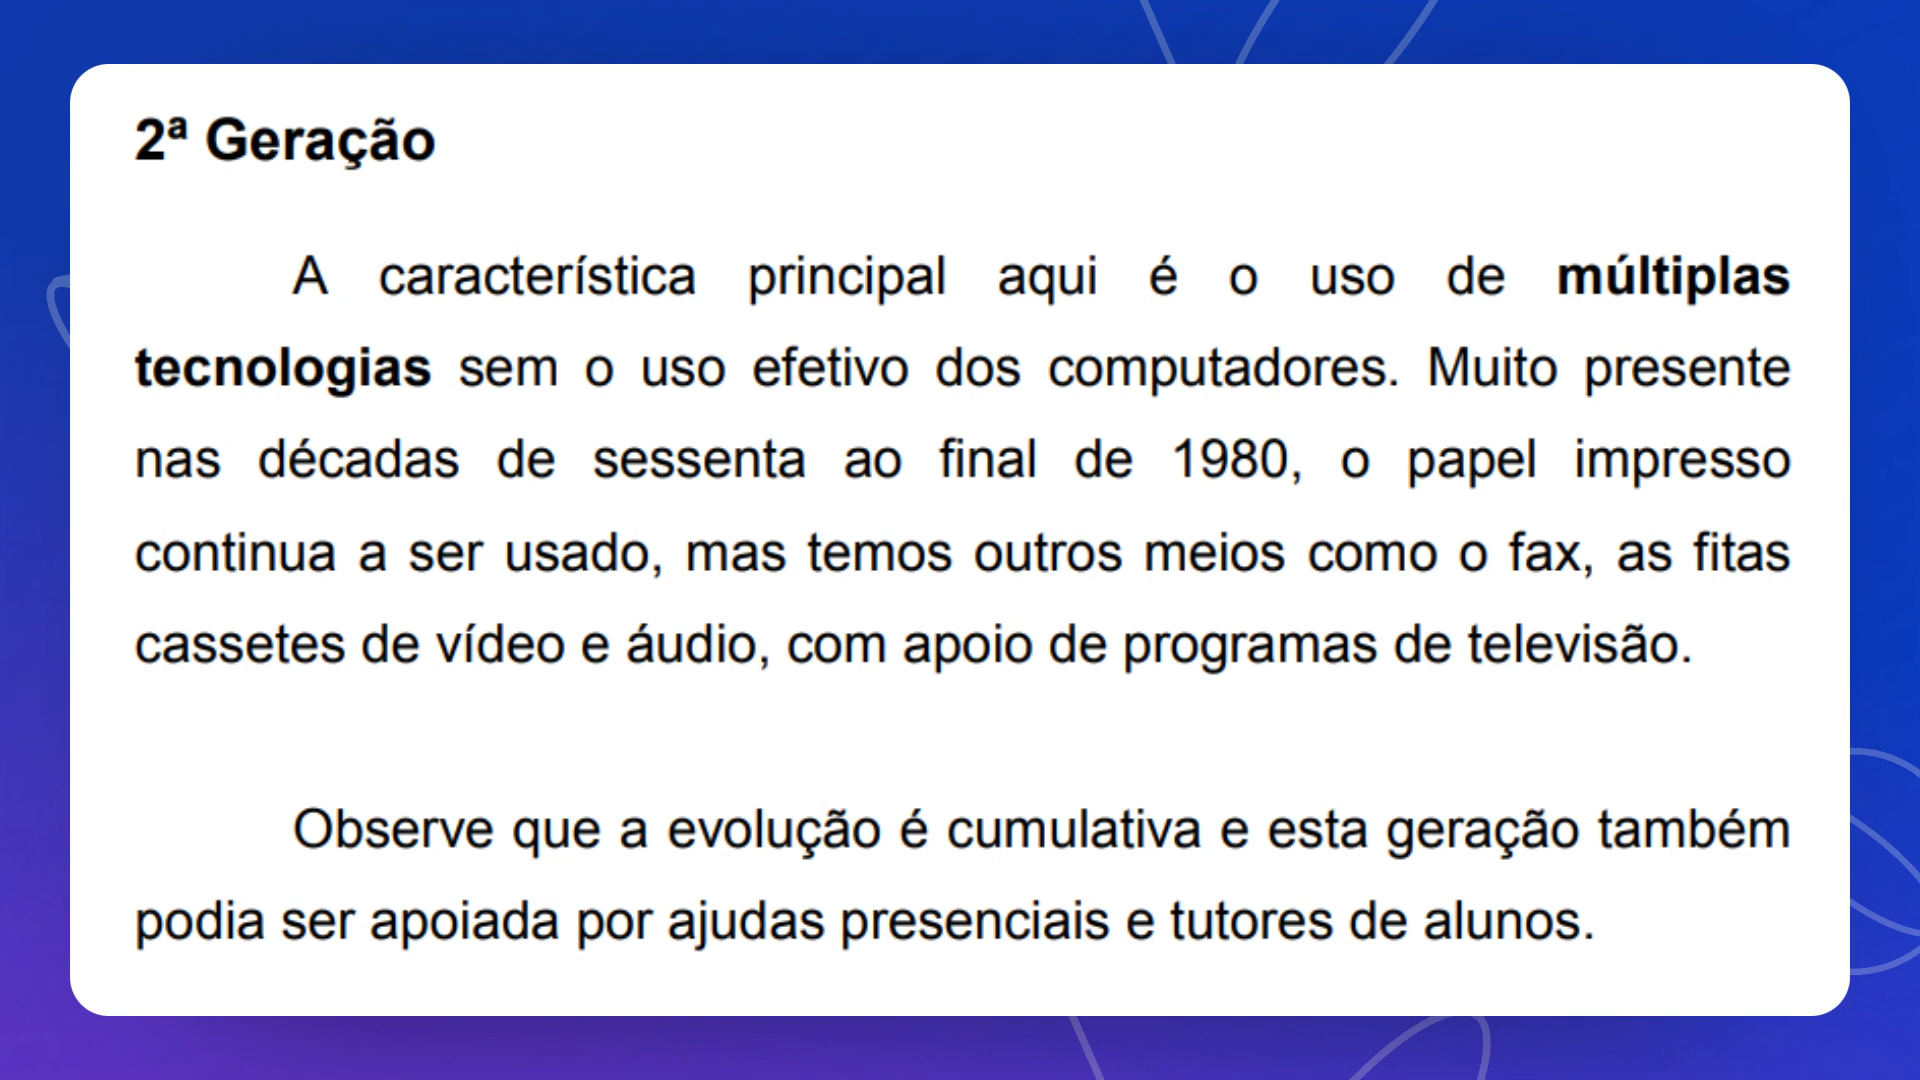 2ª Geração
A característica principal aqui é o uso de múltiplas
tecnologias sem o uso efetivo dos computadores. Muito presente
nas décadas de sessenta ao final de 1980, o papel impresso
continua a ser usado, mas temos outros meios como o fax, as fitas
cassetes de vídeo e áudio, com apoio de programas de televisão.
Observe que a evolução é cumulativa e esta geração também
podia ser apoiada por ajudas presenciais e tutores de alunos.